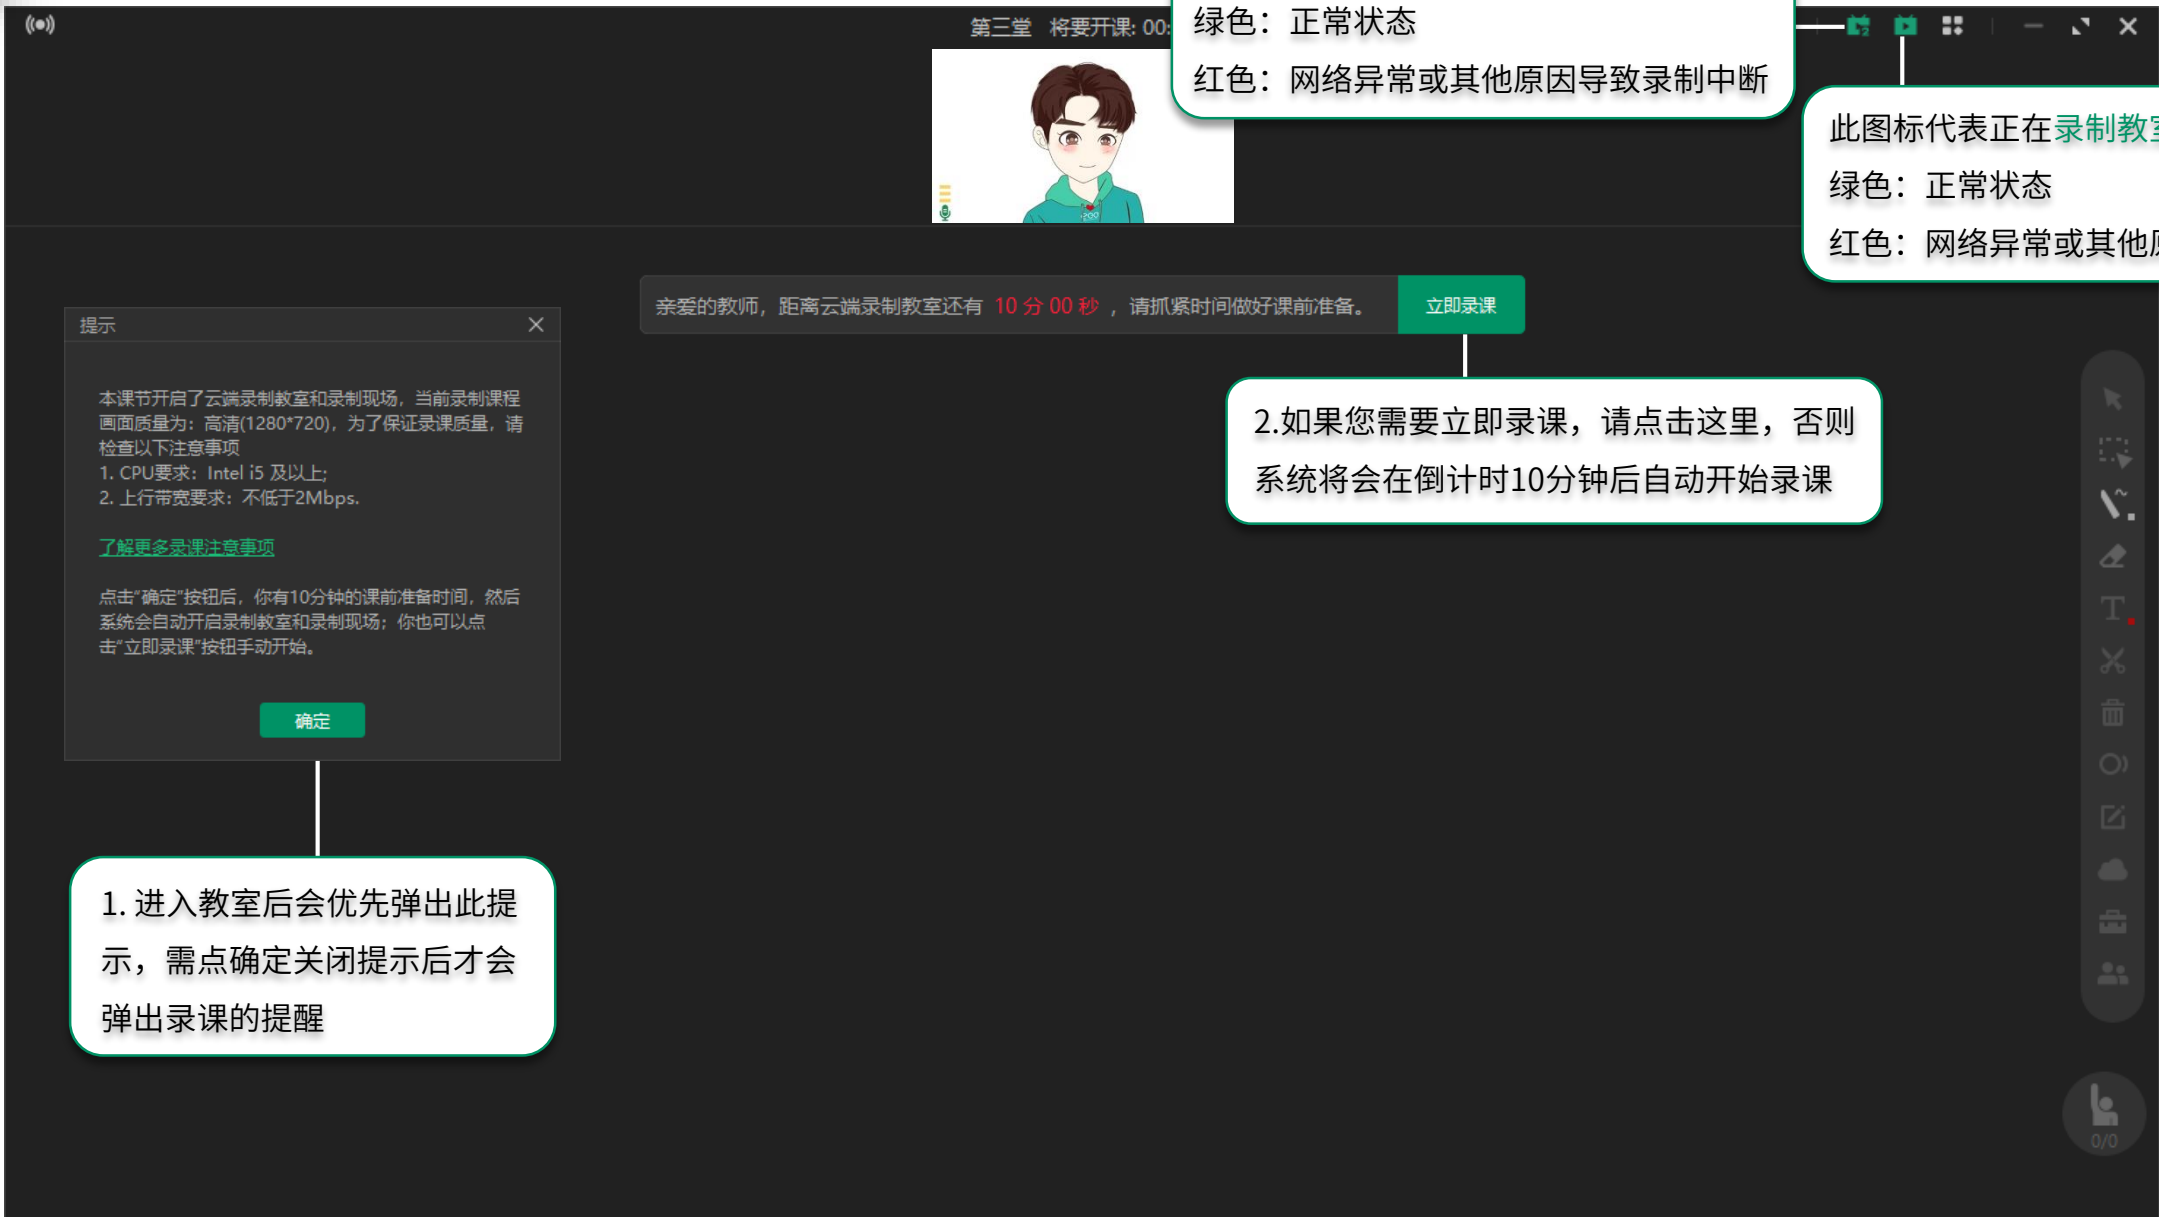 第三堂 将要开课: 00:
绿色：正常状态
红色：网络异常或其他原因导致录制中断
此图标代表正在录制教
绿色：正常状态
红色：网络异常或其他
亲爱的教师，距离云端录制教室还有 10 分 00 秒 ，请抓紧时间做好课前准备。 立即录课
2.如果您需要立即录课，请点击这里，否则
系统将会在倒计时10分钟后自动开始录课
提示
本课节开启了云端录制教室和录制现场，当前录制课程
画面质量为：高清(1280*720)，为了保证录课质量，请
检查以下注意事项
1. CPU要求：Intel i5 及以上;
2. 上行带宽要求：不低于2Mbps.
了解更多录课注意事项
点击“确定”按钮后，你有10分钟的课前准备时间，然后
系统会自动开启录制教室和录制现场；你也可以点
击“立即录课”按钮手动开始。
确定
1. 进入教室后会优先弹出此提
示，需点确定关闭提示后才会
弹出录课的提醒
0/0